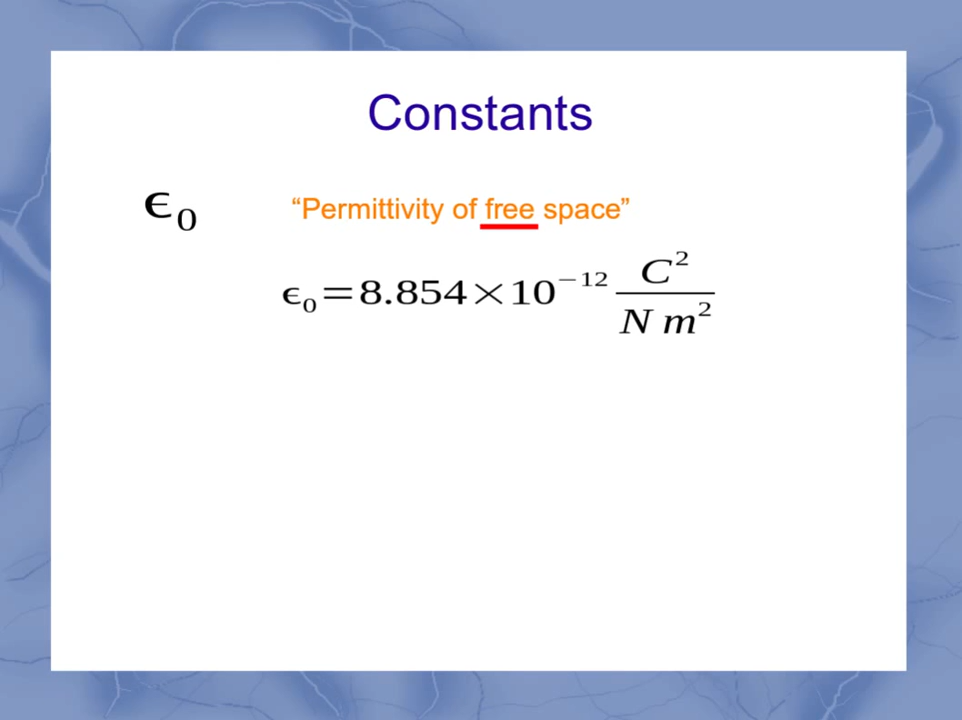 Constants
ϵ₀ “Permittivity of free space”
ϵ₀=8.854×10⁻¹² C²/N m²